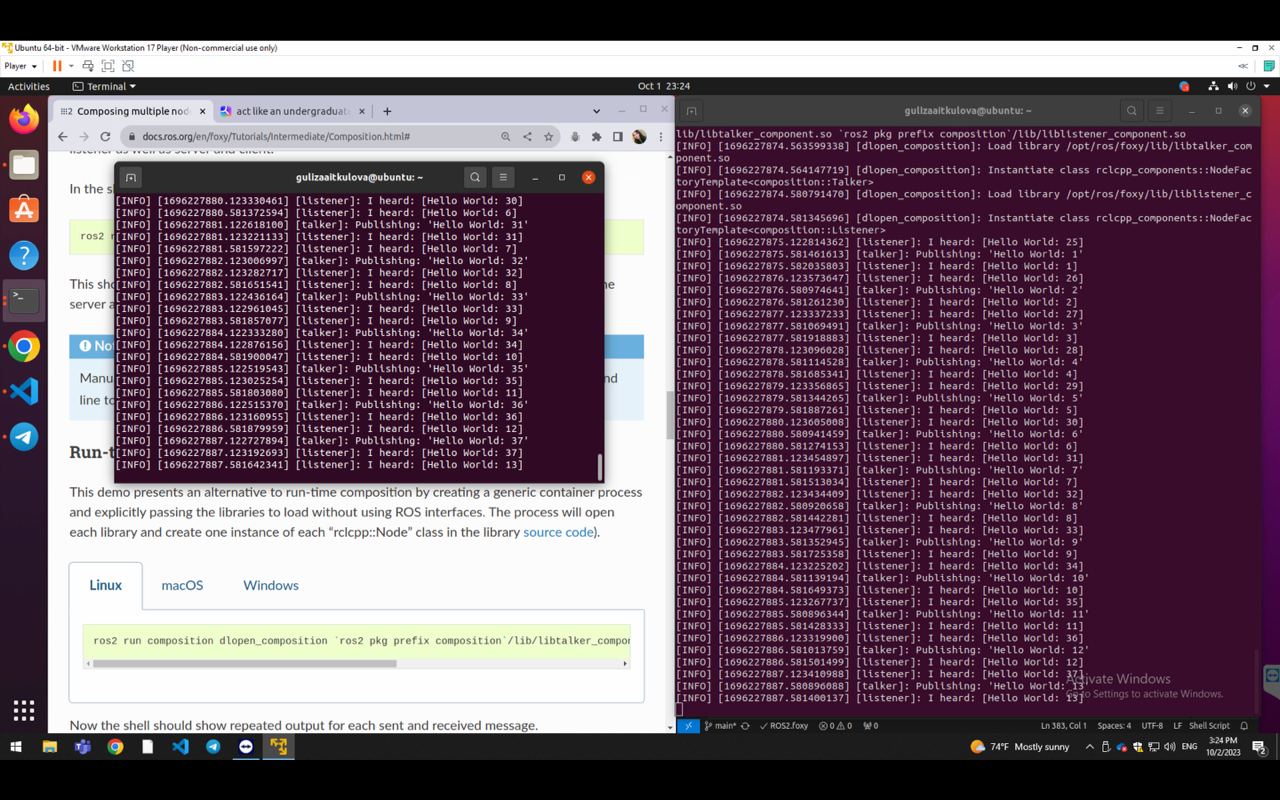 Ubuntu 64-bit - VMware Workstation 17 Player (Non-commercial use only)
Player
Activities
Terminal
Oct 1 23:24
Composing multiple nod
act like an undergraduat
docs.ros.org/en/foxy/Tutorials/Intermediate/Composition.html#
In the s
ros2 r
This sho
the
server a
Not
Manu
and
line to
gulizaaitkulova@ubuntu: ~
[INFO] [1696227880.123330461] [listener]: I heard: [Hello World: 30]
[INFO] [1696227880.581372594] [listener]: I heard: [Hello World: 6]
[INFO] [1696227881.122618100] [talker]: Publishing: 'Hello World: 31'
[INFO] [1696227881.123221133] [listener]: I heard: [Hello World: 31]
[INFO] [1696227881.581597222] [listener]: I heard: [Hello World: 7]
[INFO] [1696227882.123006997] [talker]: Publishing: 'Hello World: 32'
[INFO] [1696227882.123282717] [listener]: I heard: [Hello World: 32]
[INFO] [1696227882.581651541] [listener]: I heard: [Hello World: 8]
[INFO] [1696227883.122436164] [talker]: Publishing: 'Hello World: 33'
[INFO] [1696227883.122961045] [listener]: I heard: [Hello World: 33]
[INFO] [1696227883.581857077] [listener]: I heard: [Hello World: 9]
[INFO] [1696227884.122333280] [talker]: Publishing: 'Hello World: 34'
[INFO] [1696227884.122876156] [listener]: I heard: [Hello World: 34]
[INFO] [1696227884.581900047] [listener]: I heard: [Hello World: 10]
[INFO] [1696227885.122519543] [talker]: Publishing: 'Hello World: 35'
[INFO] [1696227885.123025254] [listener]: I heard: [Hello World: 35]
[INFO] [1696227885.581803080] [listener]: I heard: [Hello World: 11]
[INFO] [1696227886.122515370] [talker]: Publishing: 'Hello World: 36'
[INFO] [1696227886.123160955] [listener]: I heard: [Hello World: 36]
[INFO] [1696227886.581879959] [listener]: I heard: [Hello World: 12]
[INFO] [1696227887.122727894] [talker]: Publishing: 'Hello World: 37'
[INFO] [1696227887.123192693] [listener]: I heard: [Hello World: 37]
[INFO] [1696227887.581642341] [listener]: I heard: [Hello World: 13]
Run-t
This demo presents an alternative to run-time composition by creating a generic container process
and explicitly passing the libraries to load without using ROS interfaces. The process will open
each library and create one instance of each “rclcpp::Node” class in the library source code).
Linux
macOS
Windows
ros2 run composition dlopen_composition `ros2 pkg prefix composition`/lib/libtalker_compon
Now the shell should show repeated output for each sent and received message.
gulizaaitkulova@ubuntu: ~
lib/libtalker_component.so `ros2 pkg prefix composition`/lib/liblistener_component.so
[INFO] [1696227874.563599338] [dlopen_composition]: Load library /opt/ros/foxy/lib/libtalker_com
ponent.so
[INFO] [1696227874.564147719] [dlopen_composition]: Instantiate class rclcpp_components::NodeFac
toryTemplate<composition::Talker>
[INFO] [1696227874.580791470] [dlopen_composition]: Load library /opt/ros/foxy/lib/liblistener_c
omponent.so
[INFO] [1696227874.581345696] [dlopen_composition]: Instantiate class rclcpp_components::NodeFac
toryTemplate<composition::Listener>
[INFO] [1696227875.122814362] [listener]: I heard: [Hello World: 25]
[INFO] [1696227875.581461613] [talker]: Publishing: 'Hello World: 1'
[INFO] [1696227875.582035803] [listener]: I heard: [Hello World: 1]
[INFO] [1696227876.123573647] [listener]: I heard: [Hello World: 26]
[INFO] [1696227876.580974641] [talker]: Publishing: 'Hello World: 2'
[INFO] [1696227876.581261230] [listener]: I heard: [Hello World: 2]
[INFO] [1696227877.123337233] [listener]: I heard: [Hello World: 27]
[INFO] [1696227877.581069491] [talker]: Publishing: 'Hello World: 3'
[INFO] [1696227877.581918883] [listener]: I heard: [Hello World: 3]
[INFO] [1696227878.123096028] [listener]: I heard: [Hello World: 28]
[INFO] [1696227878.581114528] [talker]: Publishing: 'Hello World: 4'
[INFO] [1696227878.581685341] [listener]: I heard: [Hello World: 4]
[INFO] [1696227879.123356865] [listener]: I heard: [Hello World: 29]
[INFO] [1696227879.581344265] [talker]: Publishing: 'Hello World: 5'
[INFO] [1696227879.581887261] [listener]: I heard: [Hello World: 5]
[INFO] [1696227880.123605008] [listener]: I heard: [Hello World: 30]
[INFO] [1696227880.580941459] [talker]: Publishing: 'Hello World: 6'
[INFO] [1696227880.581274153] [listener]: I heard: [Hello World: 6]
[INFO] [1696227881.123454897] [listener]: I heard: [Hello World: 31]
[INFO] [1696227881.581193371] [talker]: Publishing: 'Hello World: 7'
[INFO] [1696227881.581513034] [listener]: I heard: [Hello World: 7]
[INFO] [1696227882.123434409] [listener]: I heard: [Hello World: 32]
[INFO] [1696227882.580920658] [talker]: Publishing: 'Hello World: 8'
[INFO] [1696227882.581442281] [listener]: I heard: [Hello World: 8]
[INFO] [1696227883.123477961] [listener]: I heard: [Hello World: 33]
[INFO] [1696227883.581352945] [talker]: Publishing: 'Hello World: 9'
[INFO] [1696227883.581725358] [listener]: I heard: [Hello World: 9]
[INFO] [1696227884.123225202] [listener]: I heard: [Hello World: 34]
[INFO] [1696227884.581139194] [talker]: Publishing: 'Hello World: 10'
[INFO] [1696227884.581649373] [listener]: I heard: [Hello World: 10]
[INFO] [1696227885.123267737] [listener]: I heard: [Hello World: 35]
[INFO] [1696227885.580896344] [talker]: Publishing: 'Hello World: 11'
[INFO] [1696227885.581428333] [listener]: I heard: [Hello World: 11]
[INFO] [1696227886.123319900] [listener]: I heard: [Hello World: 36]
[INFO] [1696227886.581013759] [talker]: Publishing: 'Hello World: 12'
[INFO] [1696227886.581501499] [listener]: I heard: [Hello World: 12]
[INFO] [1696227887.123410988] [listener]: I heard: [Hello World: 37]
[INFO] [1696227887.580896088] [talker]: Publishing: 'Hello World: 13'
[INFO] [1696227887.581400137] [listener]: I heard: [Hello World: 13]
Activate Windows
Go to Settings to activate Windows.
main*
ROS2.foxy
0
0
0
Ln 383, Col 1
Spaces: 4
UTF-8
LF
Shell Script
74°F Mostly sunny
ENG
3:24 PM
10/2/2023
2